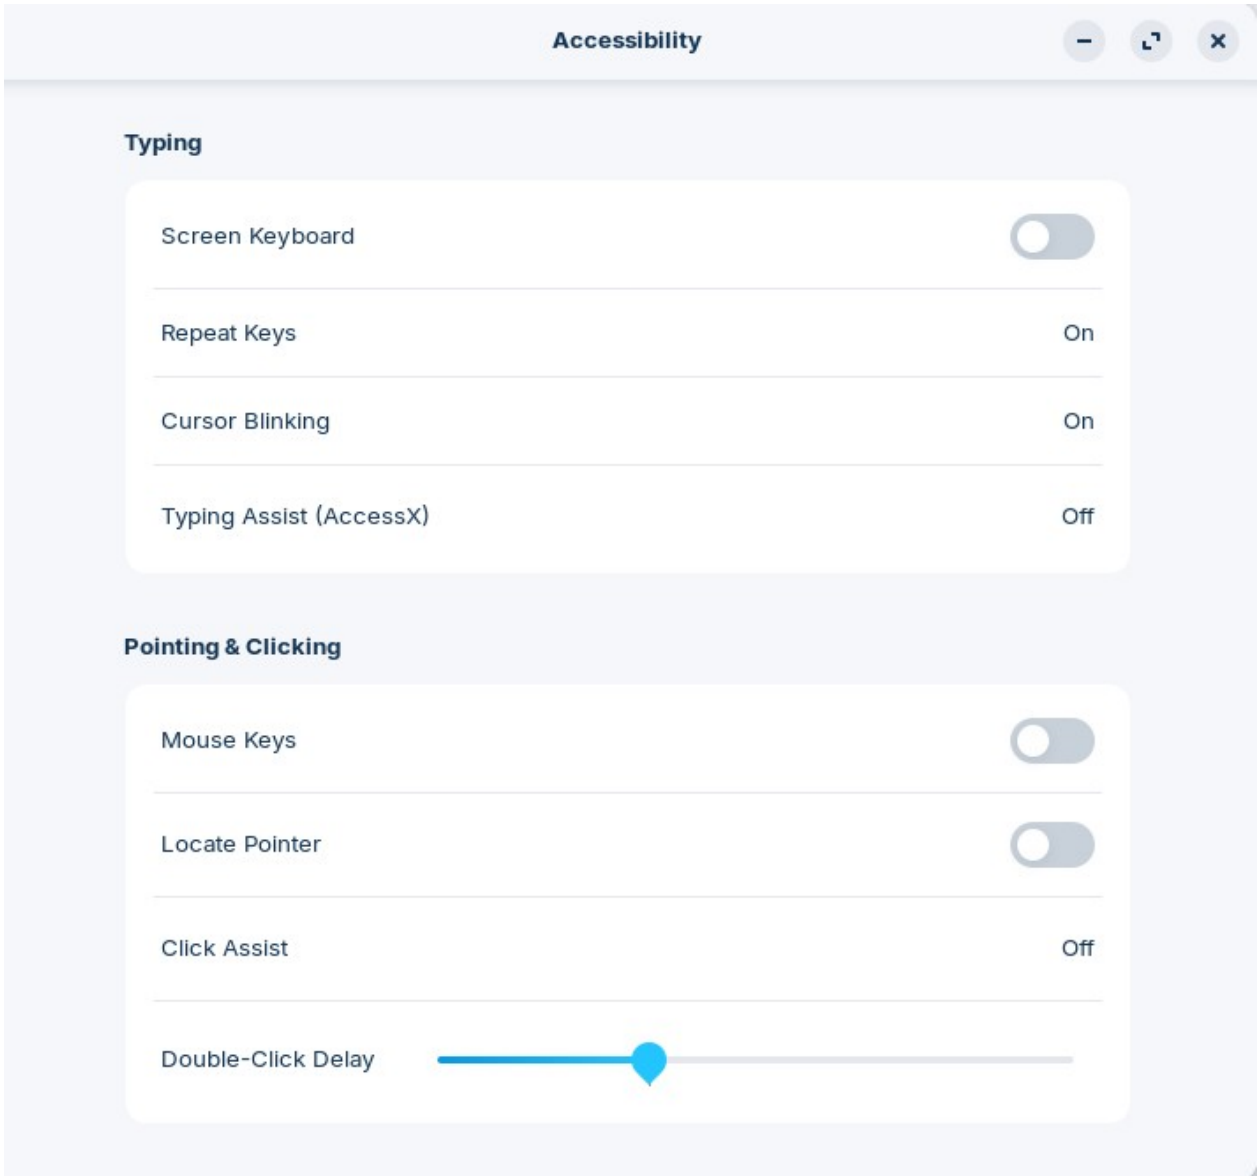 Accessibility
Typing
Screen Keyboard
Repeat Keys On
Cursor Blinking On
Typing Assist (AccessX) Off
Pointing & Clicking
Mouse Keys
Locate Pointer
Click Assist Off
Double-Click Delay